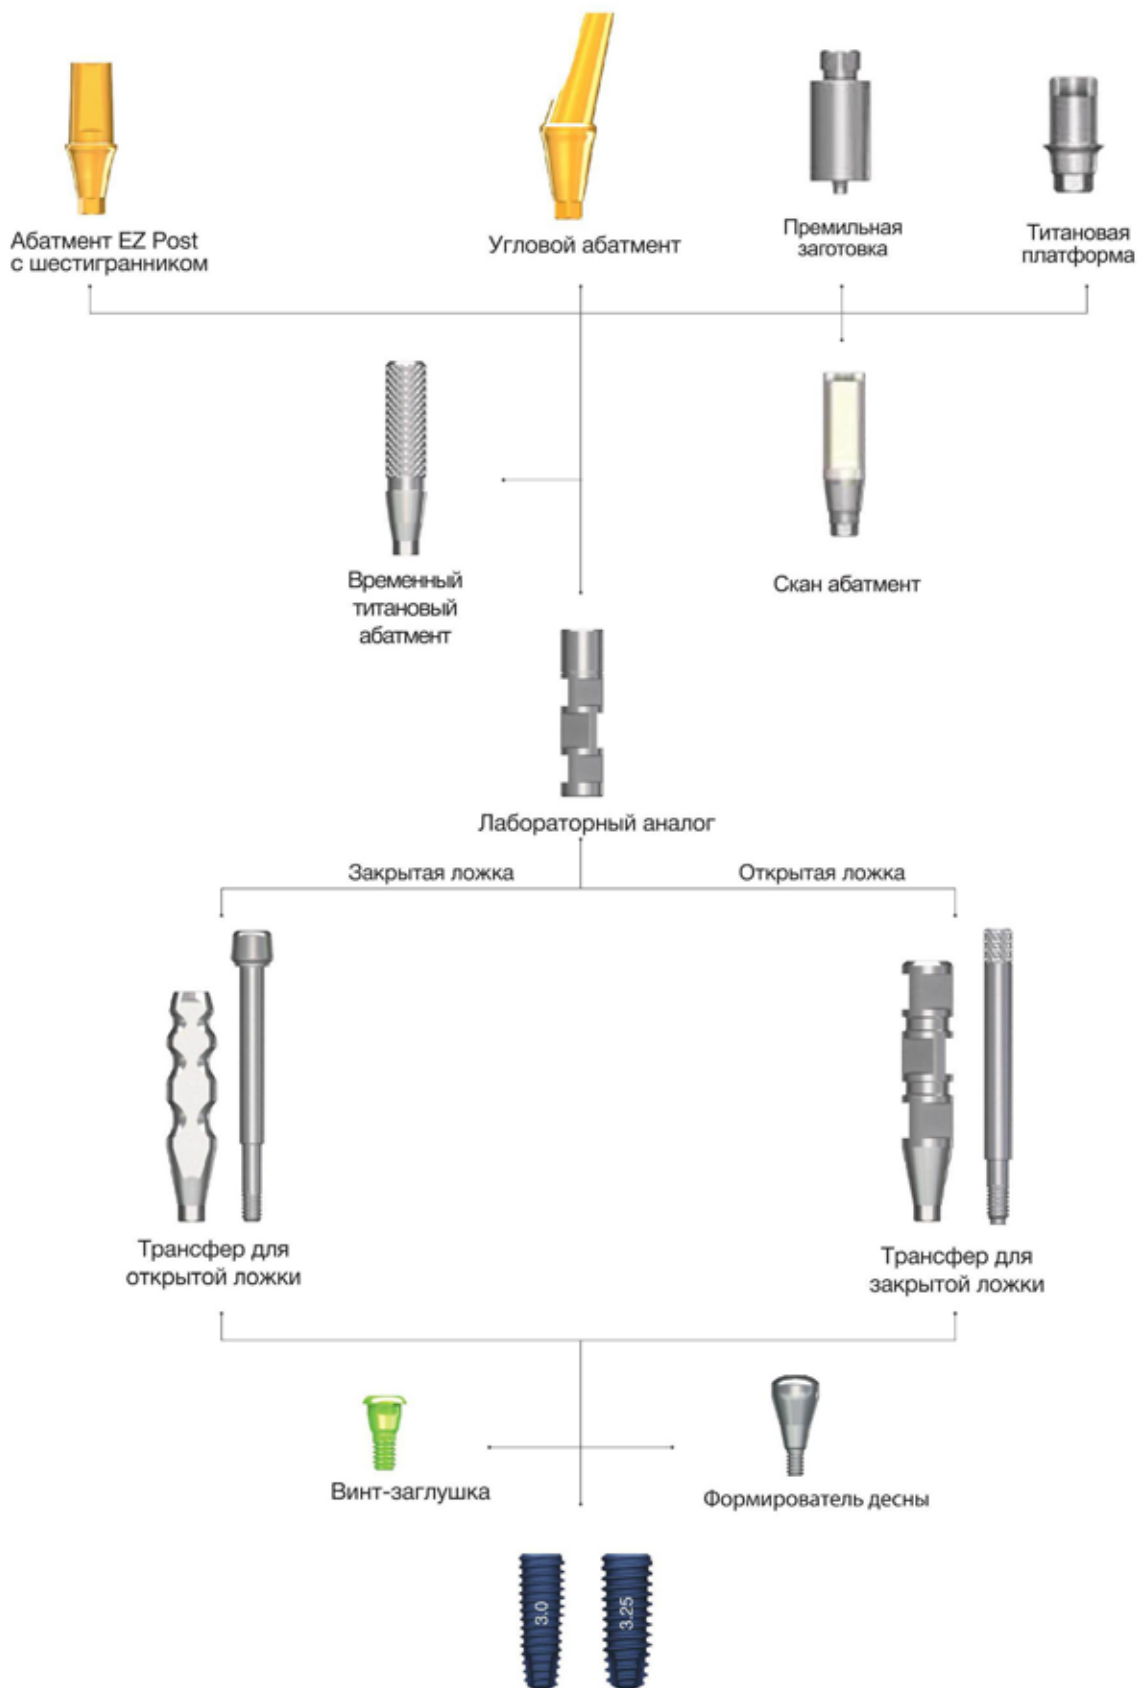 Абатмент EZ Post
с шестигранником
Угловой абатмент
Премильная
заготовка
Титановая
платформа
Временный
титановый
абатмент
Скан абатмент
Лабораторный аналог
Закрытая ложка
Открытая ложка
Трансфер для
открытой ложки
Трансфер для
закрытой ложки
Винт-заглушка
Формирователь десны
3.0
3.25